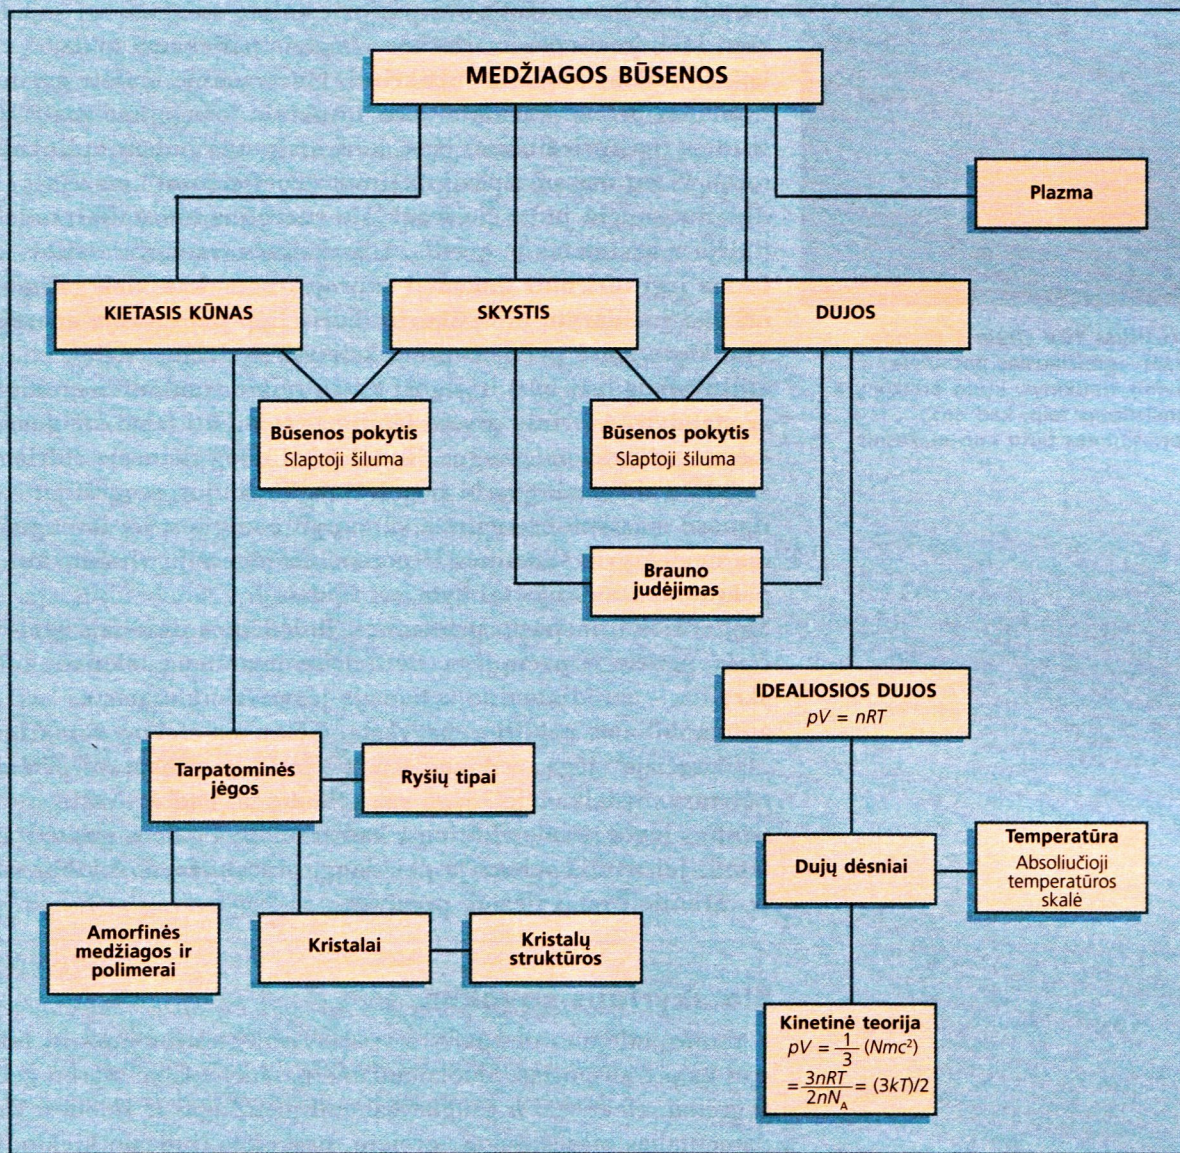 MEDŽIAGOS BŪSENOS
Plazma
KIETASIS KŪNAS
SKYSTIS
DUJOS
Būsenos pokytis
Slaptoji šiluma
Būsenos pokytis
Slaptoji šiluma
Brauno
judėjimas
IDEALIOSIOS DUJOS
pV = nRT
Tarpatominės
jėgos
Ryšių tipai
Dujų dėsniai
Temperatūra
Absoliučioji
temperatūros
skalė
Amorfinės
medžiagos ir
polimerai
Kristalai
Kristalų
struktūros
Kinetinė teorija
pV = 1/3 (Nmc²)
= 3nRT/2nN_A = (3kT)/2